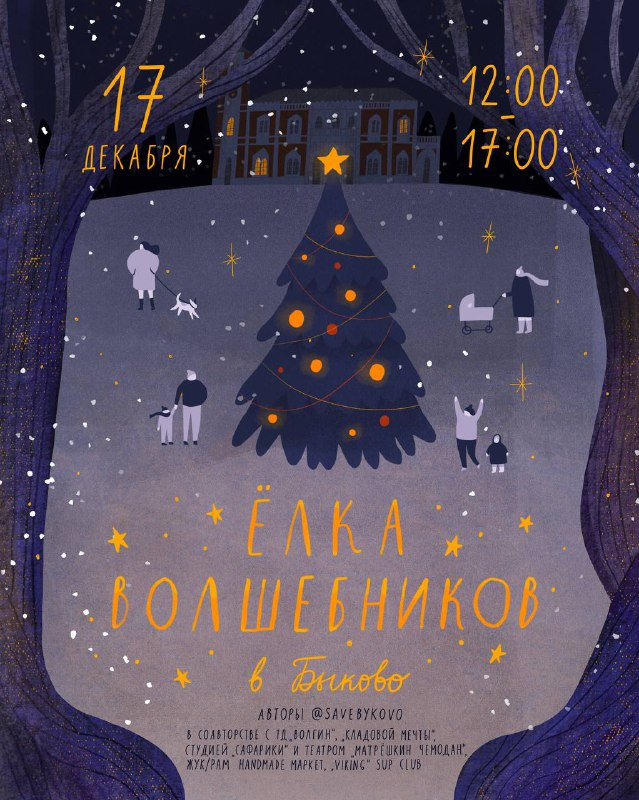 17
ДЕКАБРЯ
12:00
–
17:00
ЁЛКА
ВОЛШЕБНИКОВ
в Быково
АВТОРЫ @SAVEBYKOVO
В СОАВТОРСТВЕ С ТД „ВОЛГИН", „КЛАДОВОЙ МЕЧТЫ",
СТУДИЕЙ „САФАРИКИ" И ТЕАТРОМ „МАТРЁШКИН ЧЕМОДАН",
ЖУК/РАМ HANDMADE MARKET, „VIKING" SUP CLUB